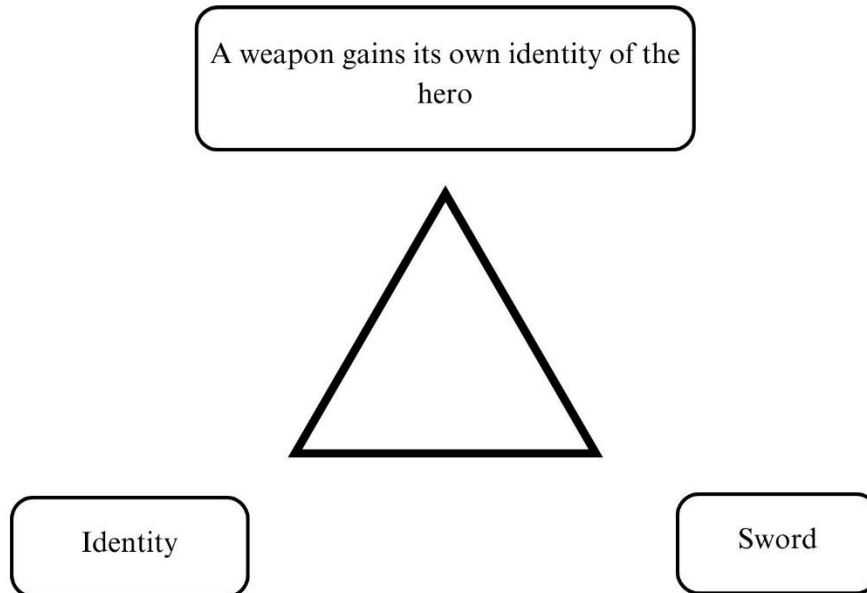 A weapon gains its own identity of the
hero
Identity
Sword